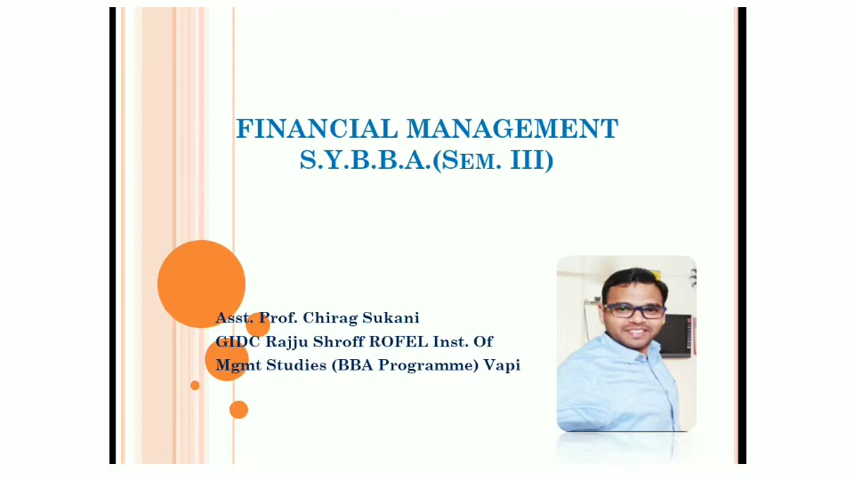 FINANCIAL MANAGEMENT
S.Y.B.B.A.(SEM. III)
Asst. Prof. Chirag Sukani
GIDC Rajju Shroff ROFEL Inst. Of
Mgmt Studies (BBA Programme) Vapi